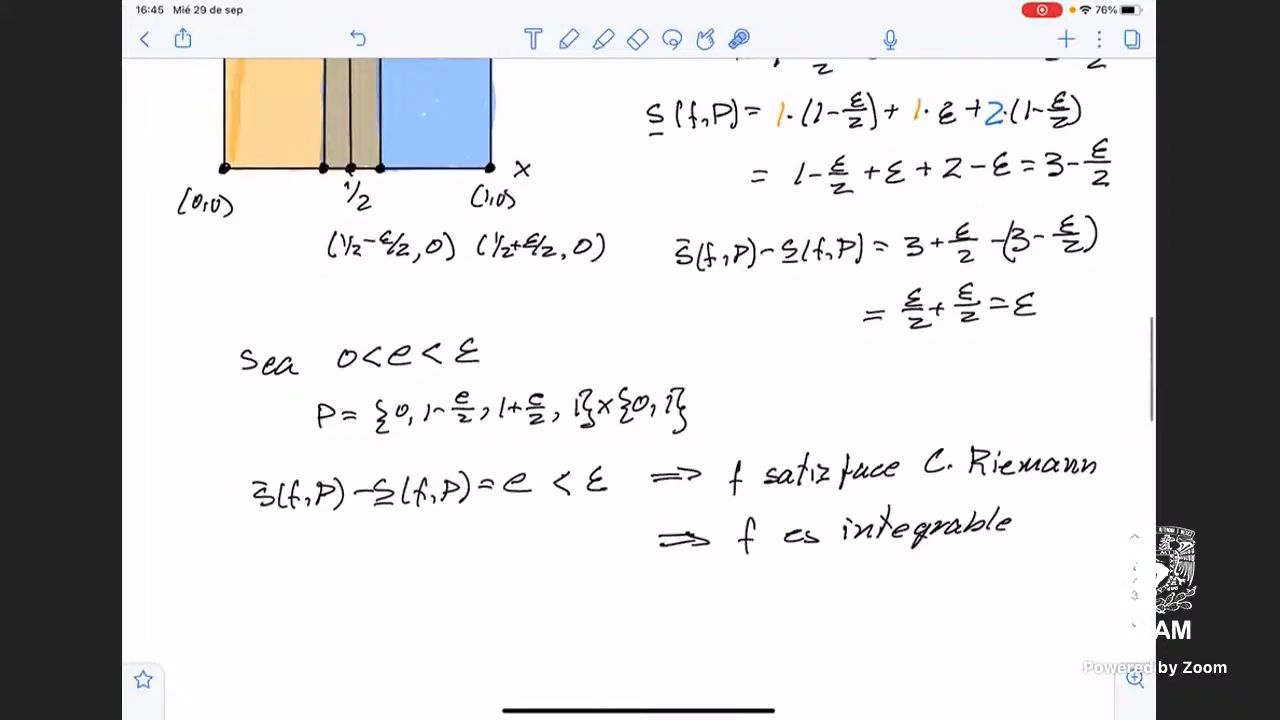 16:45 Mié 29 de sep
76%
S(f,P) = 1·(1-ε/2) + 1·ε + 2·(1-ε/2)
= 1-ε/2 + ε + 2 - ε = 3 - ε/2
x
1/2
(0,0) (1,0)
(1/2-ε/2, 0) (1/2+ε/2, 0)
S̄(f,P) - S(f,P) = 3 + ε/2 - (3 - ε/2)
= ε/2 + ε/2 = ε
Sea 0 < e < ε
P = {0, 1-e/2, 1+e/2, 1} x {0, 1}
S̄(f,P) - S(f,P) = e < ε ⟹ f satisface C. Riemann
⟹ f es integrable
AM
Powered by Zoom